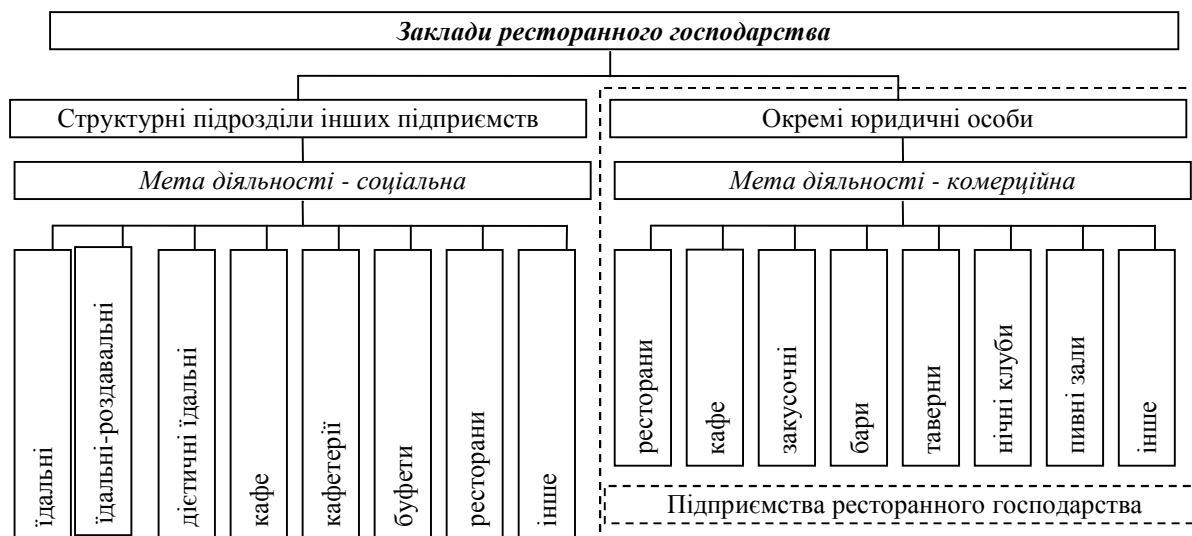 Заклади ресторанного господарства
Структурні підрозділи інших підприємств
Окремі юридичні особи
Мета діяльності - соціальна
Мета діяльності - комерційна
їдальні
їдальні-роздавальні
дієтичні їдальні
кафе
кафетерії
буфети
ресторани
інше
ресторани
кафе
закусочні
бари
таверни
нічні клуби
пивні зали
інше
Підприємства ресторанного господарства